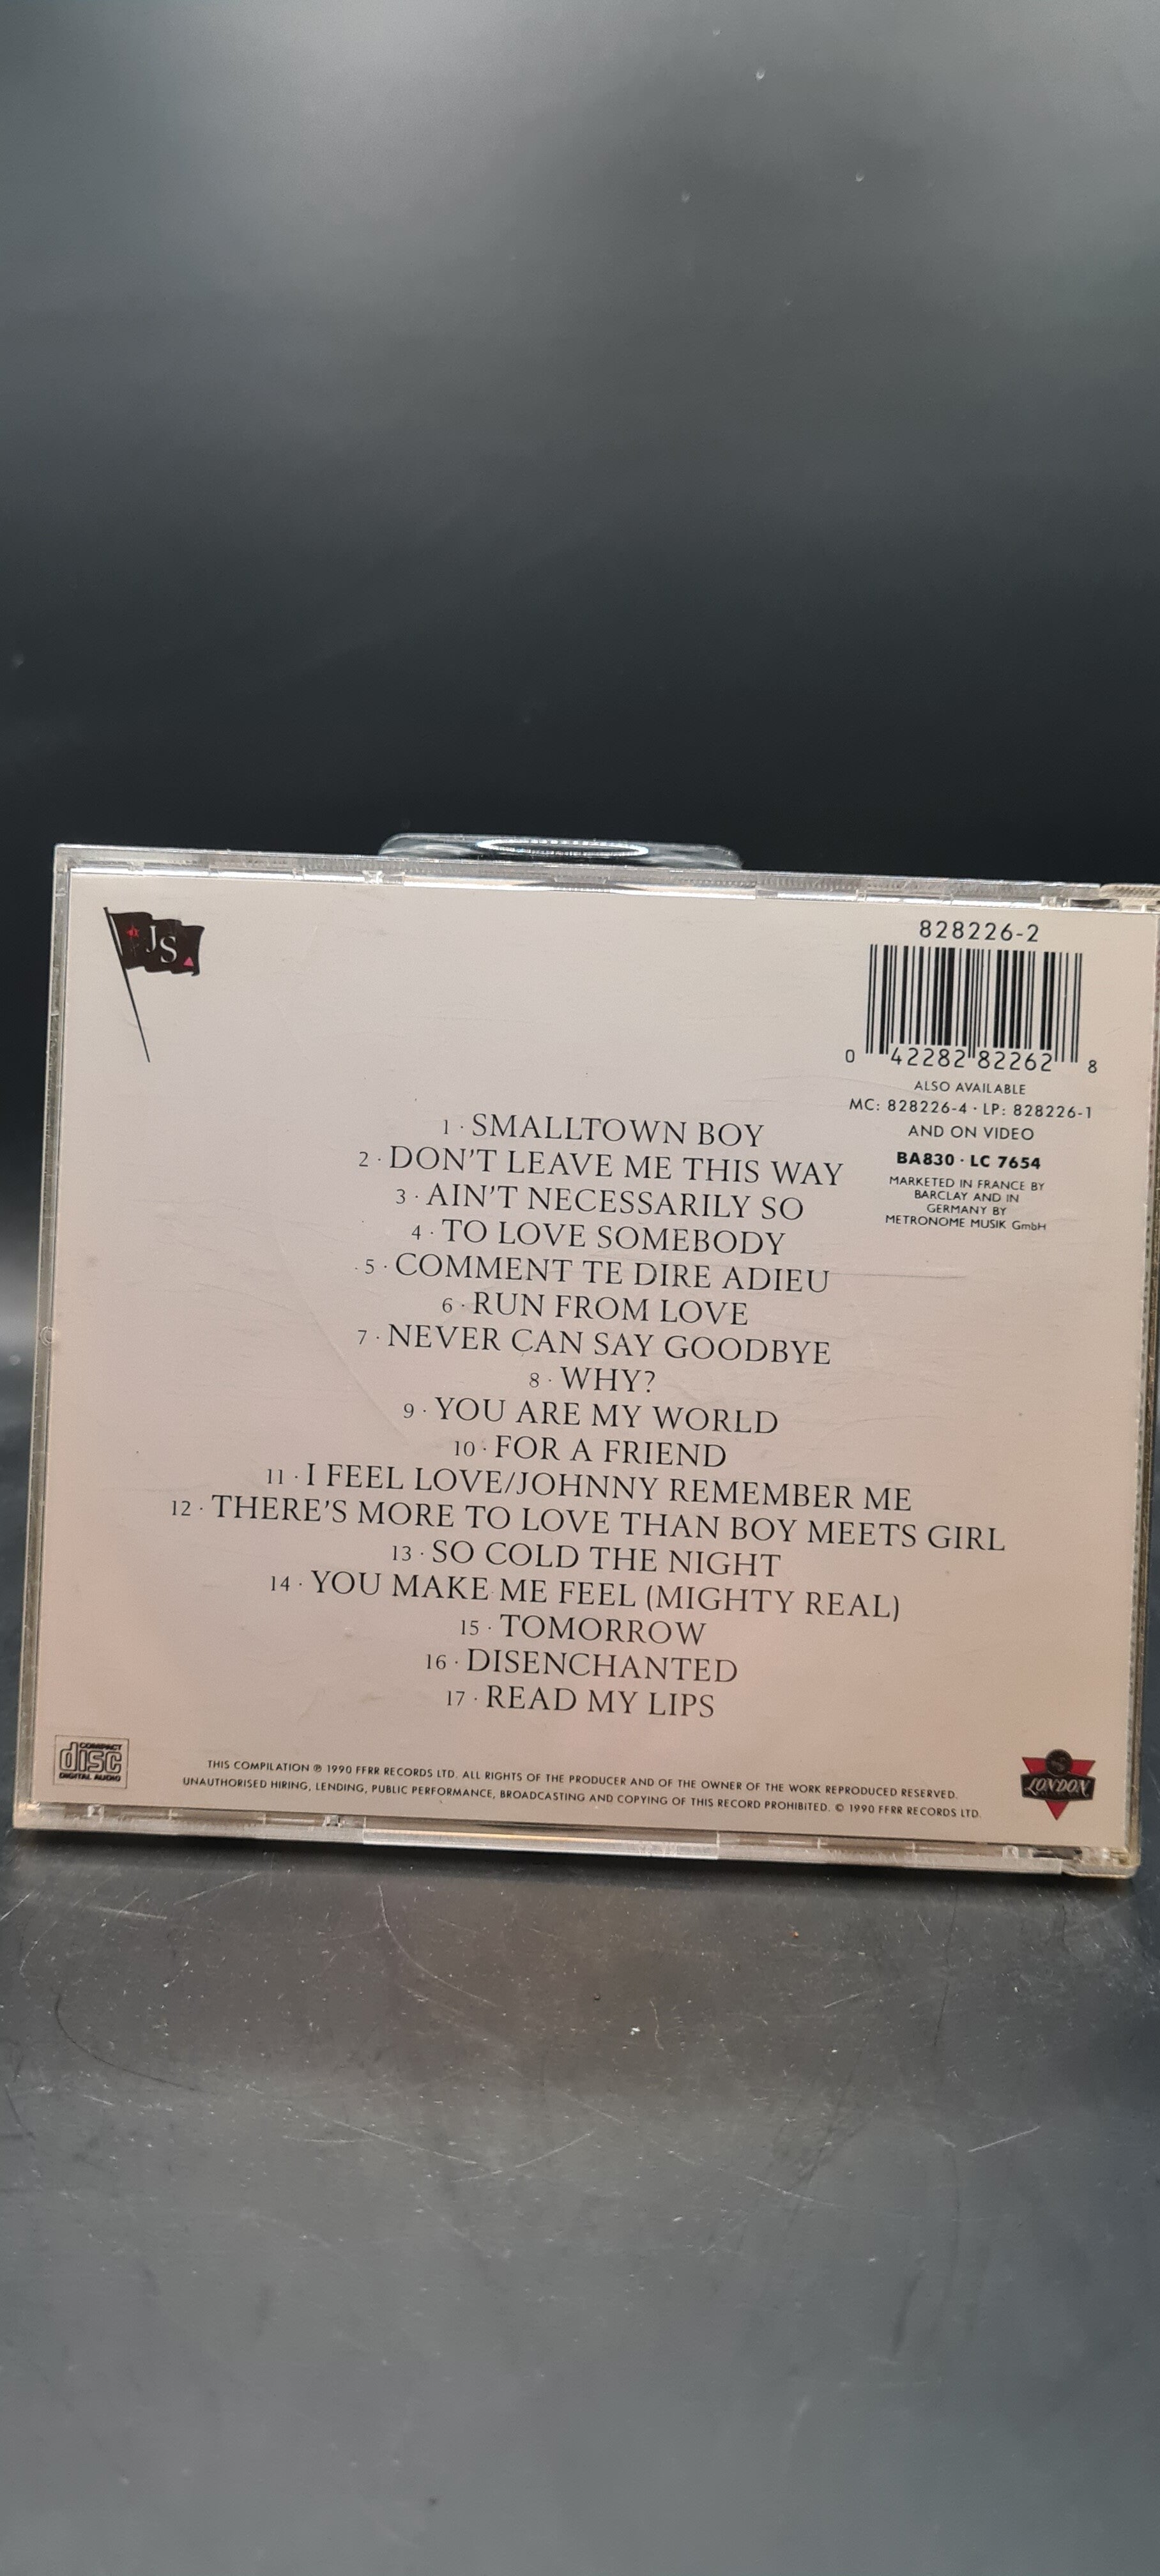 JS
828226-2
0 42282 82262 8
ALSO AVAILABLE
MC: 828226-4 · LP: 828226-1
AND ON VIDEO
BA830 · LC 7654
MARKETED IN FRANCE BY
BARCLAY AND IN
GERMANY BY
METRONOME MUSIK GmbH
1 · SMALLTOWN BOY
2 · DON'T LEAVE ME THIS WAY
3 · AIN'T NECESSARILY SO
4 · TO LOVE SOMEBODY
5 · COMMENT TE DIRE ADIEU
6 · RUN FROM LOVE
7 · NEVER CAN SAY GOODBYE
8 · WHY?
9 · YOU ARE MY WORLD
10 · FOR A FRIEND
11 · I FEEL LOVE/JOHNNY REMEMBER ME
12 · THERE'S MORE TO LOVE THAN BOY MEETS GIRL
13 · SO COLD THE NIGHT
14 · YOU MAKE ME FEEL (MIGHTY REAL)
15 · TOMORROW
16 · DISENCHANTED
17 · READ MY LIPS
COMPACT
disc
DIGITAL AUDIO
THIS COMPILATION ℗ 1990 FFRR RECORDS LTD. ALL RIGHTS OF THE PRODUCER AND OF THE OWNER OF THE WORK REPRODUCED RESERVED.
UNAUTHORISED HIRING, LENDING, PUBLIC PERFORMANCE, BROADCASTING AND COPYING OF THIS RECORD PROHIBITED. © 1990 FFRR RECORDS LTD.
LONDON